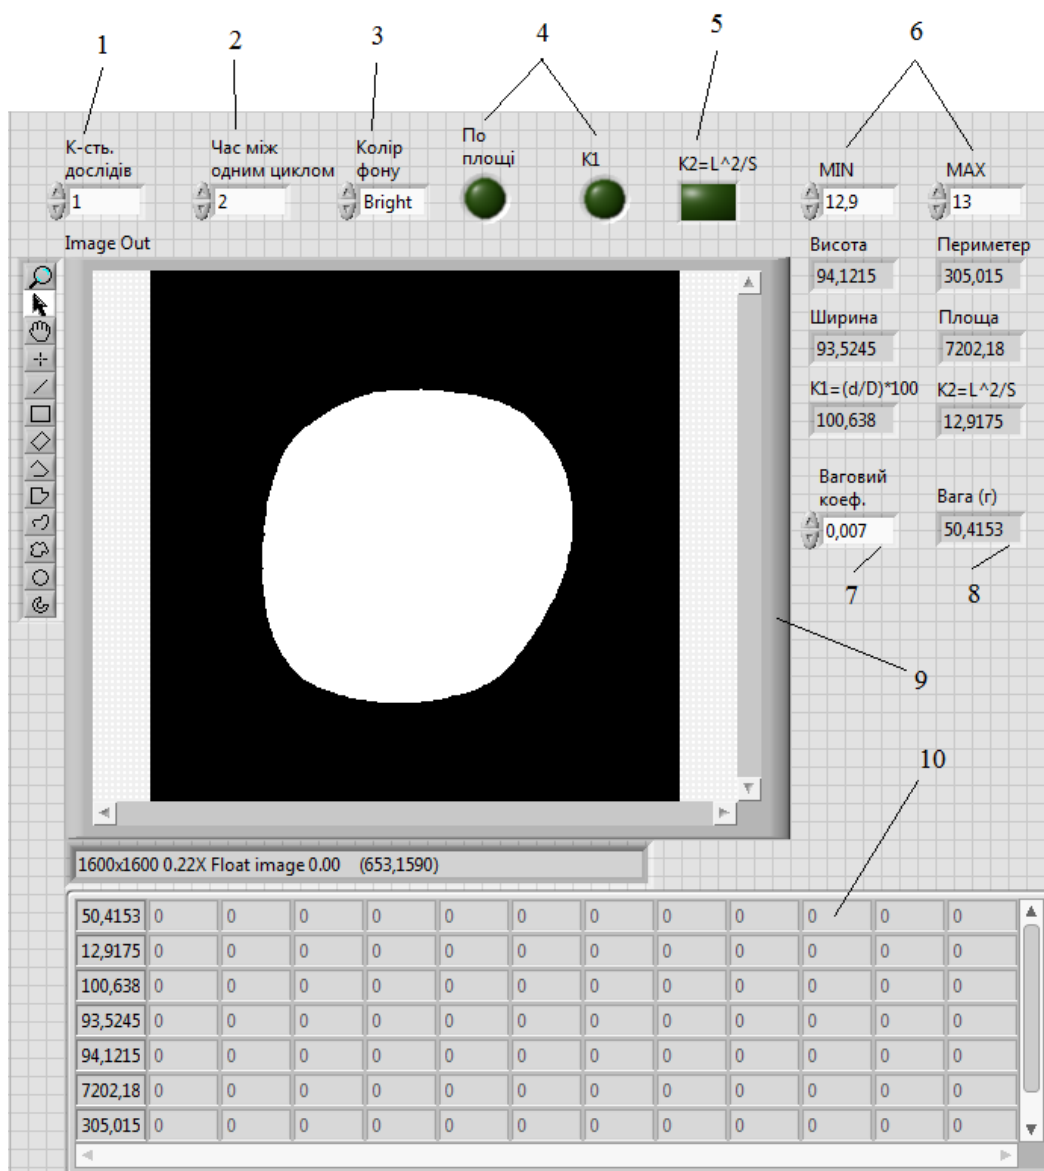 1 2 3 4 5 6
К-сть.
дослідів
1
Час між
одним циклом
2
Колір
фону
Bright
По
площі
K1
K2=L^2/S
MIN
12,9
MAX
13
Image Out
Висота
94,1215
Периметер
305,015
Ширина
93,5245
Площа
7202,18
K1=(d/D)*100
100,638
K2=L^2/S
12,9175
Ваговий
коеф.
0,007
Вага (г)
50,4153
7 8
9
10
1600x1600 0.22X Float image 0.00 (653,1590)
50,4153 0 0 0 0 0 0 0 0 0 0 0 0
12,9175 0 0 0 0 0 0 0 0 0 0 0 0
100,638 0 0 0 0 0 0 0 0 0 0 0 0
93,5245 0 0 0 0 0 0 0 0 0 0 0 0
94,1215 0 0 0 0 0 0 0 0 0 0 0 0
7202,18 0 0 0 0 0 0 0 0 0 0 0 0
305,015 0 0 0 0 0 0 0 0 0 0 0 0